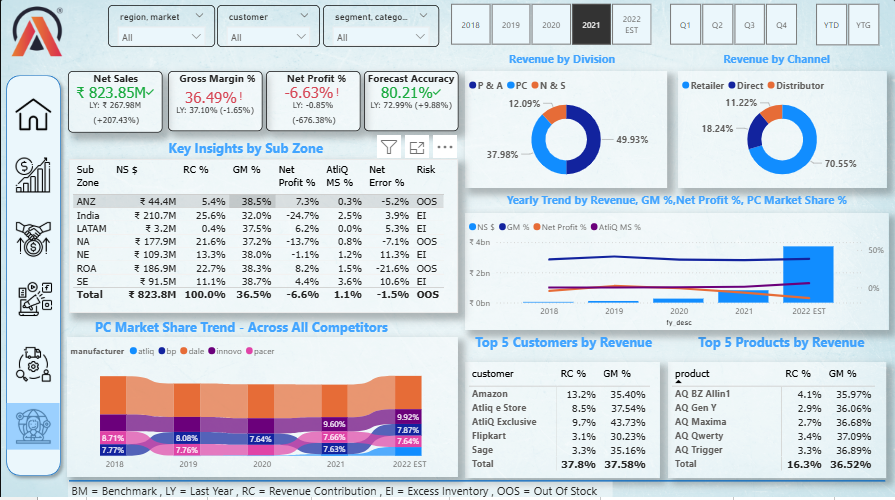 region, market
All
customer
All
segment, catego...
All
2018
2019
2020
2021
2022 EST
Q1
Q2
Q3
Q4
YTD
YTG
Net Sales
₹ 823.85M
LY: ₹ 267.98M
(+207.43%)
Gross Margin %
36.49% !
LY: 37.10% (-1.65%)
Net Profit %
-6.63% !
LY: -0.85%
(-676.38%)
Forecast Accuracy
80.21%
LY: 72.99% (+9.88%)
Revenue by Division
P & A PC N & S
12.09%
49.93%
37.98%
Revenue by Channel
Retailer Direct Distributor
11.22%
18.24%
70.55%
Key Insights by Sub Zone
Sub Zone NS $ RC % GM % Net Profit % AtliQ MS % Net Error % Risk
ANZ ₹ 44.4M 5.4% 38.5% 7.3% 0.3% -5.2% OOS
India ₹ 210.7M 25.6% 32.0% -24.7% 2.5% 3.9% EI
LATAM ₹ 3.2M 0.4% 37.5% 6.2% 0.0% 5.3% EI
NA ₹ 177.9M 21.6% 37.2% -13.7% 0.8% -7.1% OOS
NE ₹ 109.3M 13.3% 38.0% -1.1% 1.2% 11.3% EI
ROA ₹ 186.9M 22.7% 38.3% 8.2% 1.5% -21.6% OOS
SE ₹ 91.5M 11.1% 38.7% 4.4% 3.6% 10.6% EI
Total ₹ 823.8M 100.0% 36.5% -6.6% 1.1% -1.5% OOS
Yearly Trend by Revenue, GM %,Net Profit %, PC Market Share %
NS $ GM % Net Profit % AtliQ MS %
₹ 4bn
₹ 2bn
₹ 0bn
50%
0%
2018 2019 2020 2021 2022 EST
fy_desc
PC Market Share Trend - Across All Competitors
manufacturer atliq bp dale innovo pacer
8.71%
7.77%
8.08%
7.76%
7.64%
9.60%
7.66%
7.63%
9.92%
7.87%
7.64%
2018 2019 2020 2021 2022 EST
Top 5 Customers by Revenue
customer RC % GM %
Amazon 13.2% 35.40%
Atliq e Store 8.5% 37.54%
AtliQ Exclusive 9.7% 43.73%
Flipkart 3.1% 30.23%
Sage 3.3% 35.16%
Total 37.8% 37.58%
Top 5 Products by Revenue
product RC % GM %
AQ BZ Allin1 4.1% 35.97%
AQ Gen Y 2.9% 36.06%
AQ Maxima 2.7% 36.68%
AQ Qwerty 3.4% 37.09%
AQ Trigger 3.3% 36.89%
Total 16.3% 36.52%
BM = Benchmark , LY = Last Year , RC = Revenue Contribution , EI = Excess Inventory , OOS = Out Of Stock